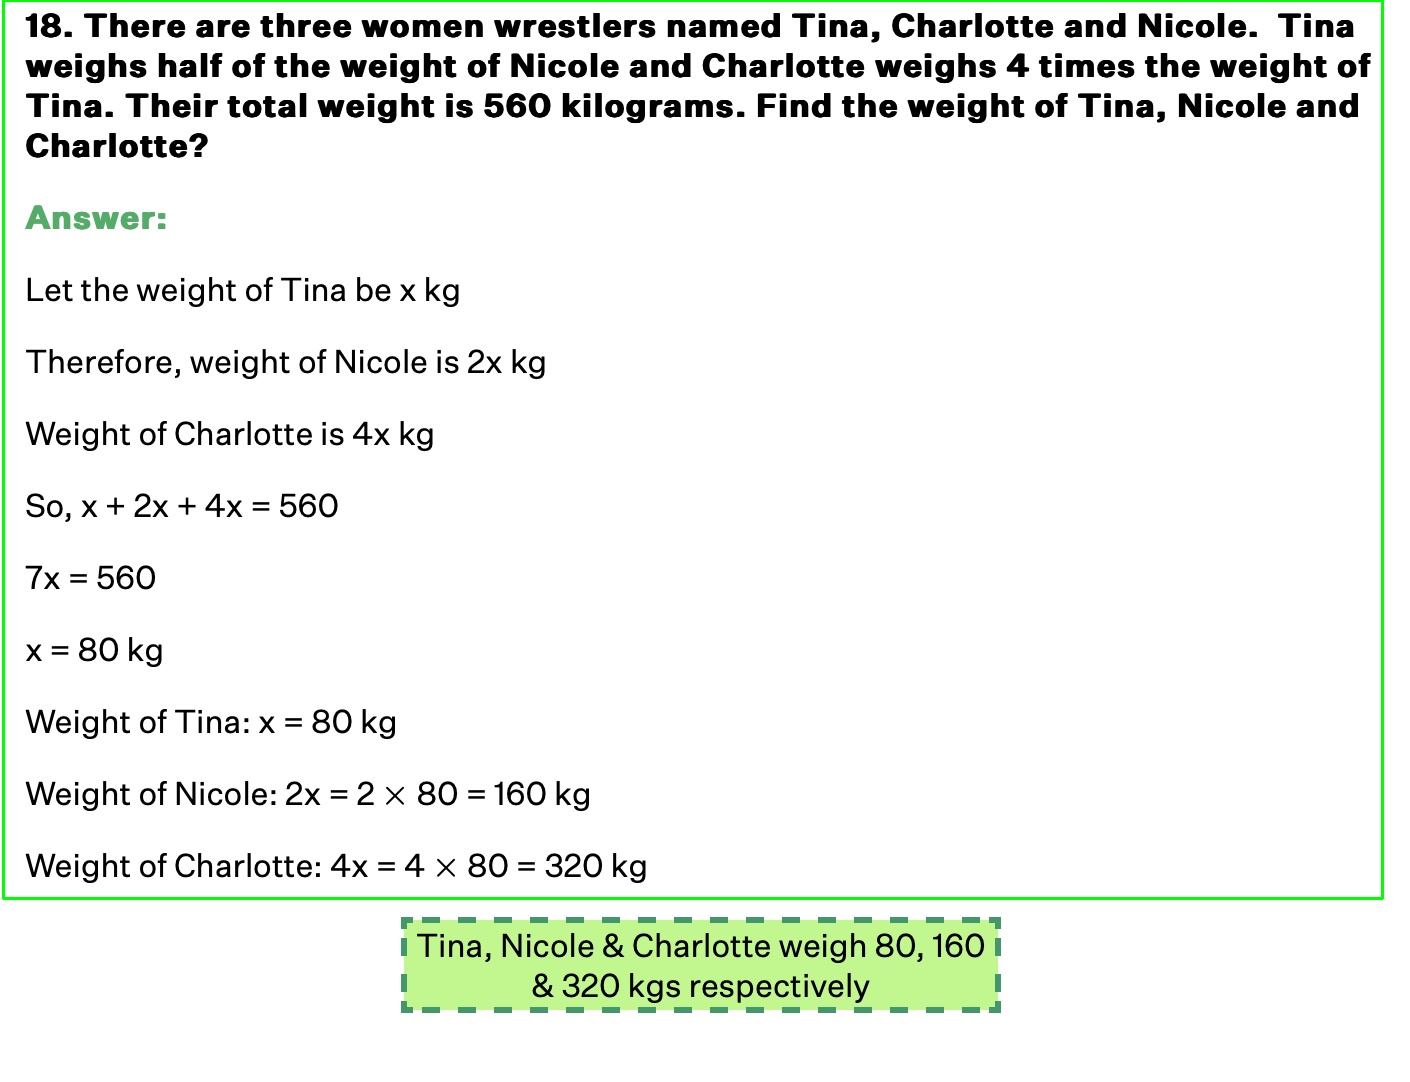 18. There are three women wrestlers named Tina, Charlotte and Nicole.  Tina
weighs half of the weight of Nicole and Charlotte weighs 4 times the weight of
Tina. Their total weight is 560 kilograms. Find the weight of Tina, Nicole and
Charlotte?
Answer:
Let the weight of Tina be x kg
Therefore, weight of Nicole is 2x kg
Weight of Charlotte is 4x kg
So, x + 2x + 4x = 560
7x = 560
x = 80 kg
Weight of Tina: x = 80 kg
Weight of Nicole: 2x = 2 × 80 = 160 kg
Weight of Charlotte: 4x = 4 × 80 = 320 kg
Tina, Nicole & Charlotte weigh 80, 160
& 320 kgs respectively